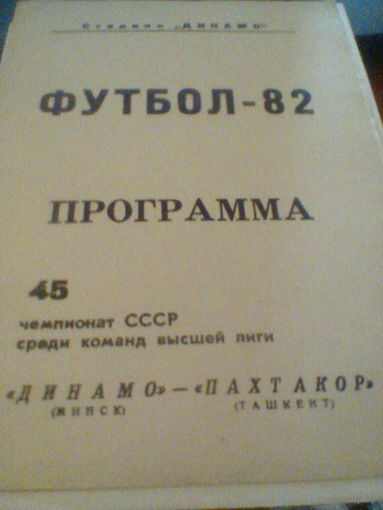 Стадион „ДИНАМО"
ФУТБОЛ-82
ПРОГРАММА
45
чемпионат СССР
среди команд высшей лиги
«ДИНАМО» — «ПАХТАКОР»
(МИНСК) (ТАШКЕНТ)